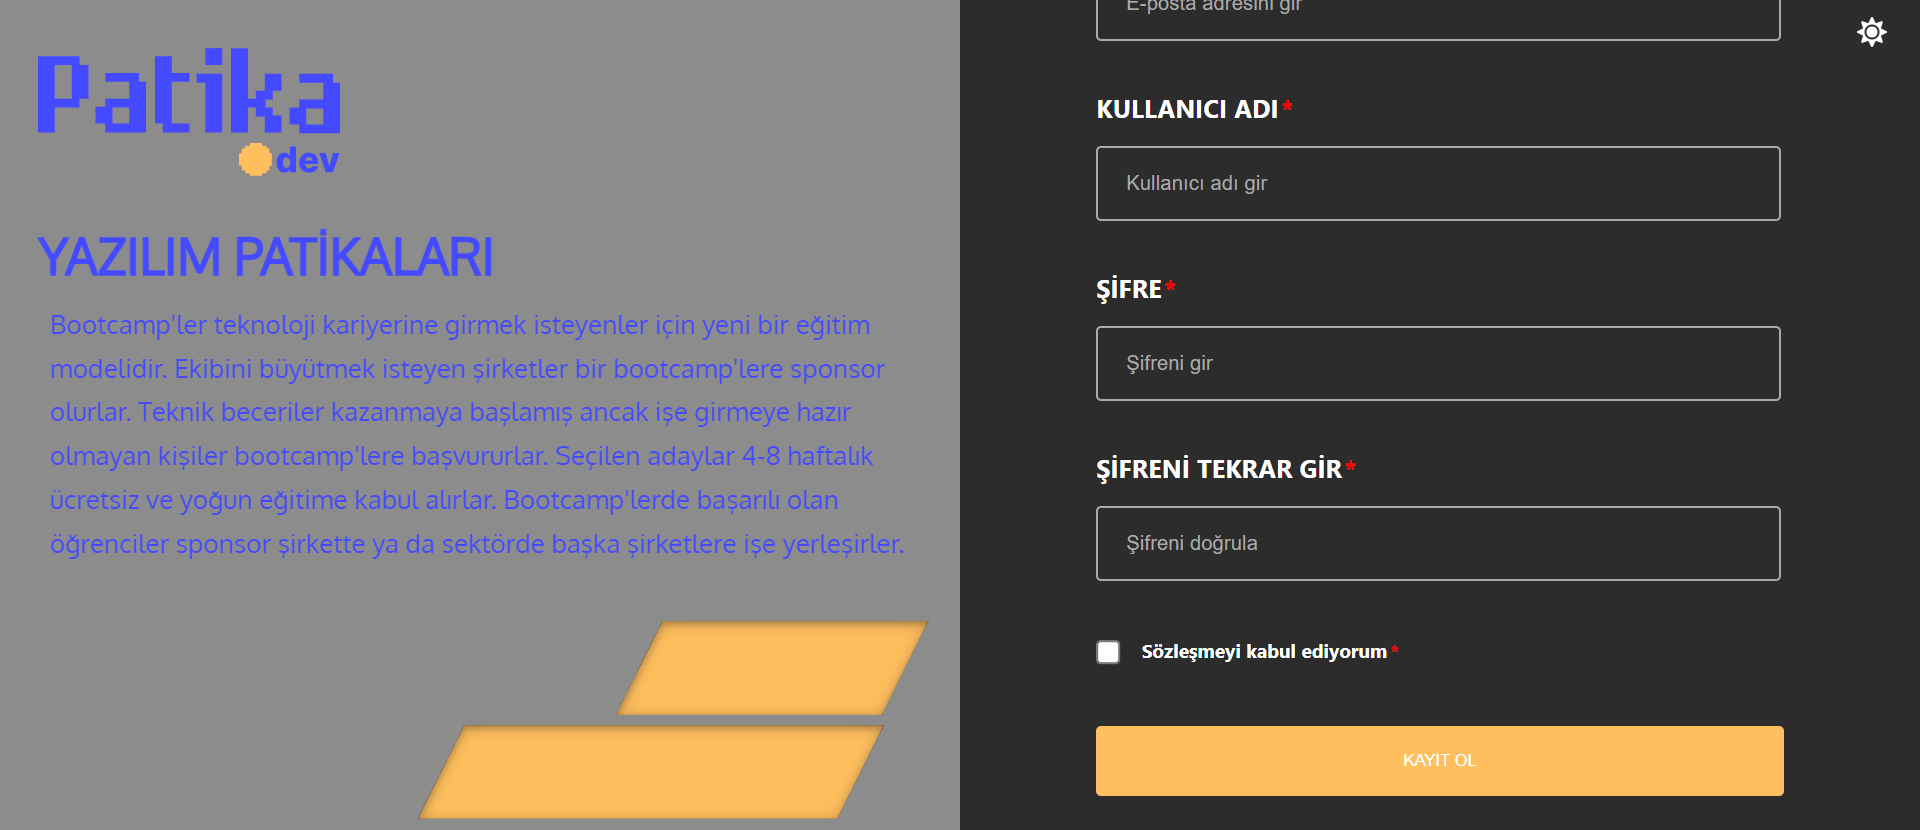 Patika
dev
YAZILIM PATİKALARI
Bootcamp'ler teknoloji kariyerine girmek isteyenler için yeni bir eğitim
modelidir. Ekibini büyütmek isteyen şirketler bir bootcamp'lere sponsor
olurlar. Teknik beceriler kazanmaya başlamış ancak işe girmeye hazır
olmayan kişiler bootcamp'lere başvururlar. Seçilen adaylar 4-8 haftalık
ücretsiz ve yoğun eğitime kabul alırlar. Bootcamp'lerde başarılı olan
öğrenciler sponsor şirkette ya da sektörde başka şirketlere işe yerleşirler.
E-posta adresini gir
KULLANICI ADI*
Kullanıcı adı gir
ŞİFRE*
Şifreni gir
ŞİFRENİ TEKRAR GİR*
Şifreni doğrula
Sözleşmeyi kabul ediyorum*
KAYIT OL